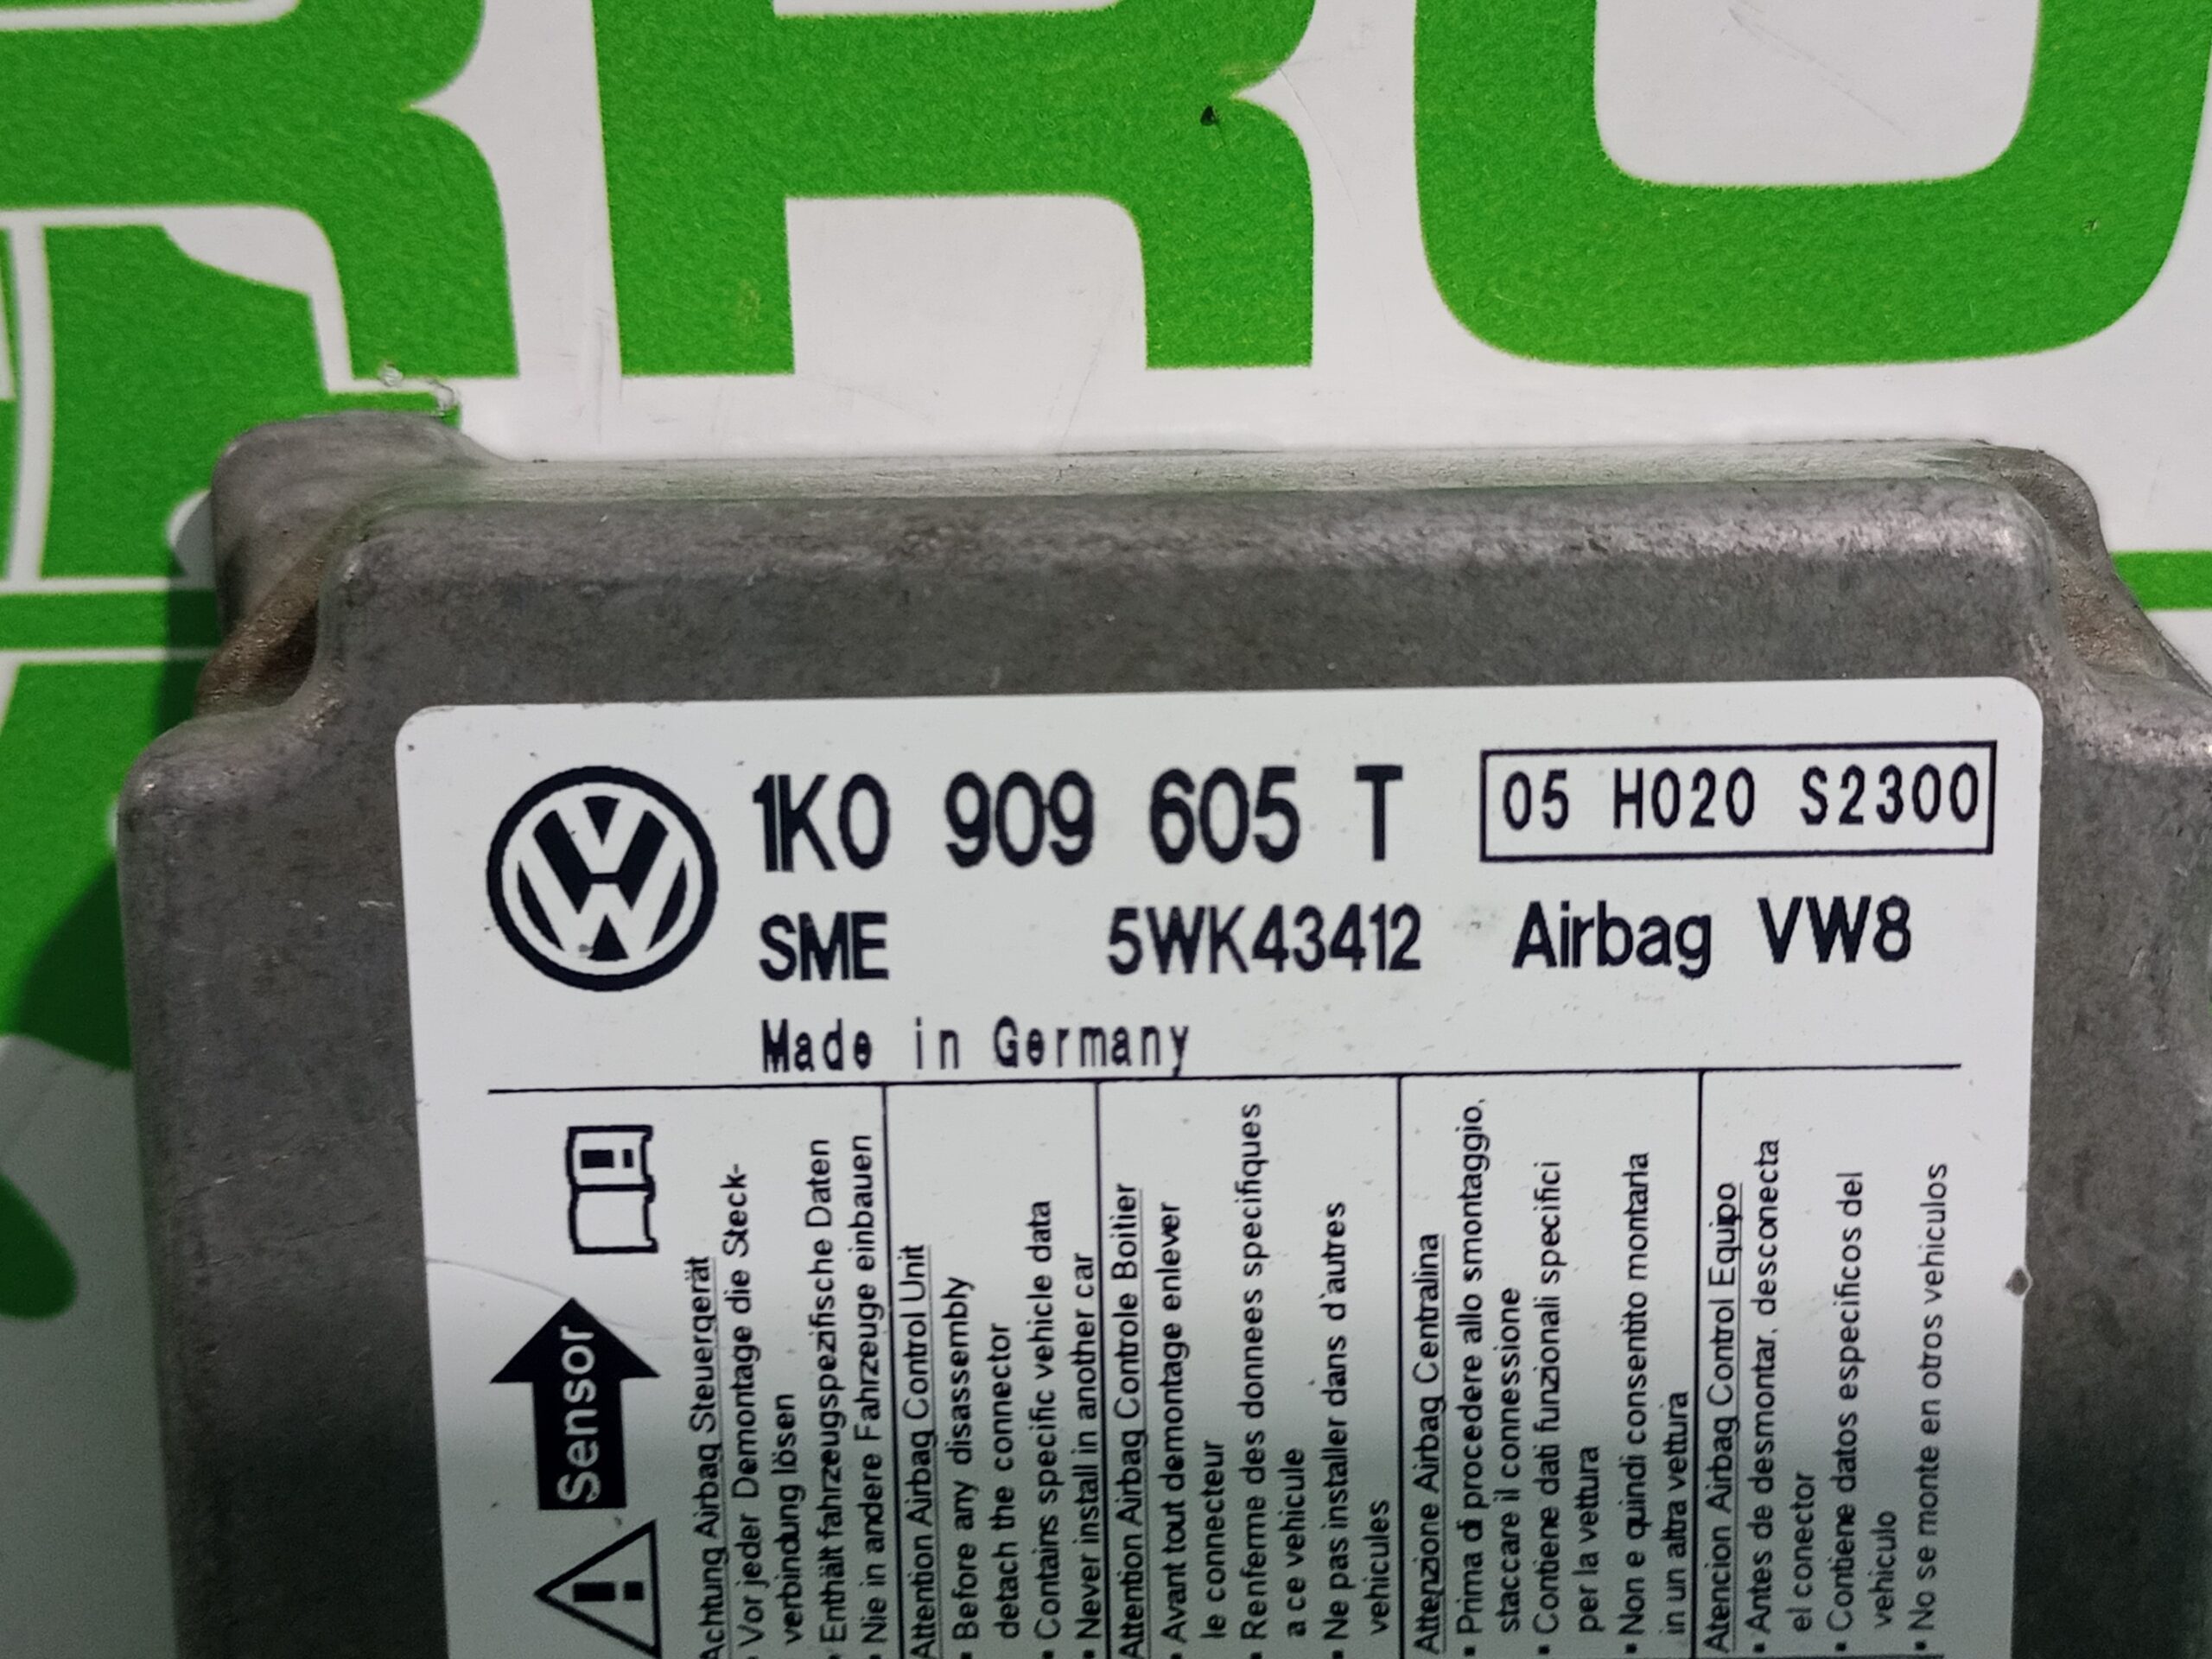 1K0 909 605 T
05 H020 S2300
SME 5WK43412 Airbag VW8
Made in Germany
Sensor
Achtung Airbag Steuergerät
Vor jeder Demontage die Steck-
verbindung lösen
Enthält fahrzeugspezifische Daten
Nie in andere Fahrzeuge einbauen
Attention Airbag Control Unit
• Before any disassembly
detach the connector
• Contains specific vehicle data
• Never install in another car
Attention Airbag Controle Boitier
• Avant tout demontage enlever
le connecteur
• Renferme des donnees specifiques
a ce vehicule
• Ne pas installer dans d'autres
vehicules
Attenzione Airbag Centralina
• Prima di procedere allo smontaggio,
staccare il connessione
• Contiene dati funzionali specifici
per la vettura
• Non e quindi consentito montarla
in un altra vettura
Atencion Airbag Control Equipo
• Antes de desmontar, desconecta
el conector
• Contiene datos especificos del
vehiculo
• No se monte en otros vehiculos